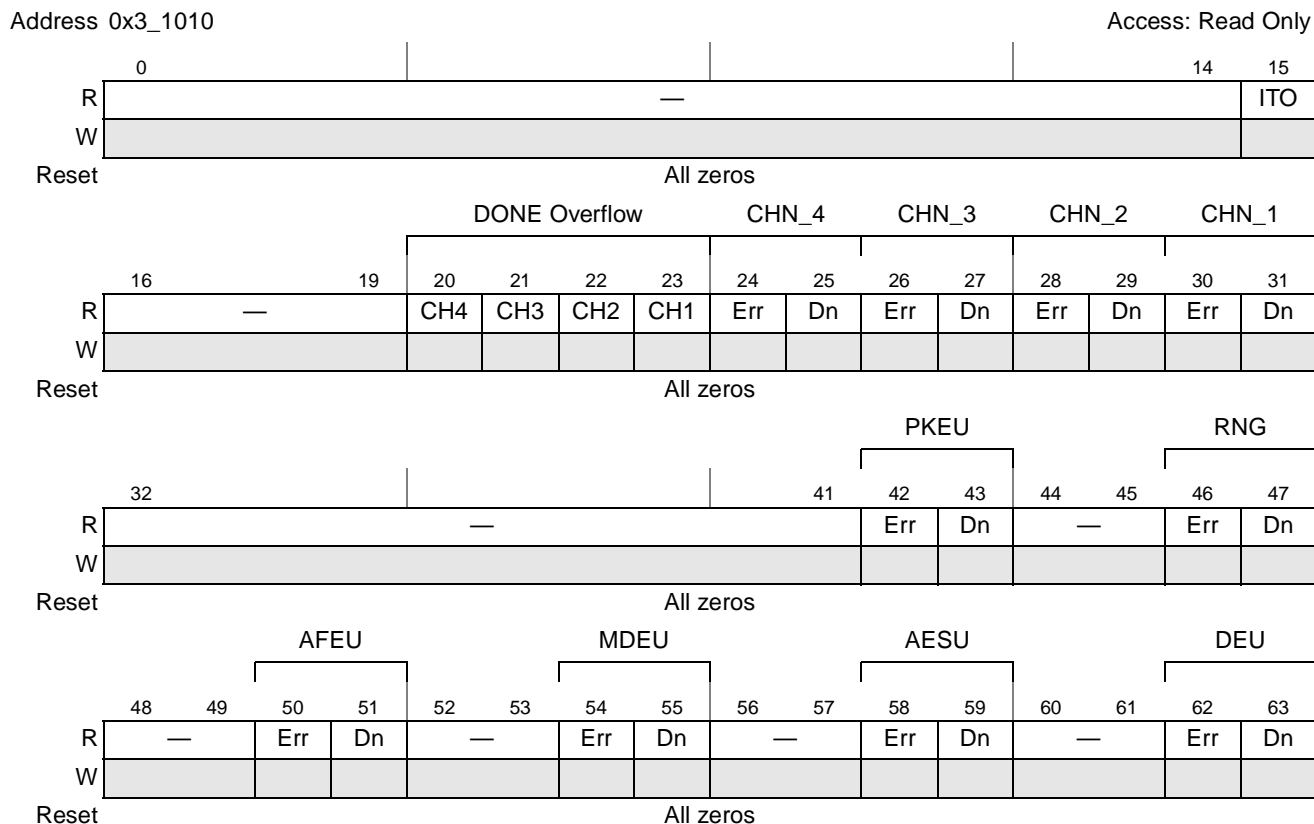 Address 0x3_1010 Access: Read Only
0 14 15
R — ITO
W
Reset All zeros
DONE Overflow CHN_4 CHN_3 CHN_2 CHN_1
16 19 20 21 22 23 24 25 26 27 28 29 30 31
R — CH4 CH3 CH2 CH1 Err Dn Err Dn Err Dn Err Dn
W
Reset All zeros
PKEU RNG
32 41 42 43 44 45 46 47
R — Err Dn — Err Dn
W
Reset All zeros
AFEU MDEU AESU DEU
48 49 50 51 52 53 54 55 56 57 58 59 60 61 62 63
R — Err Dn — Err Dn — Err Dn — Err Dn
W
Reset All zeros